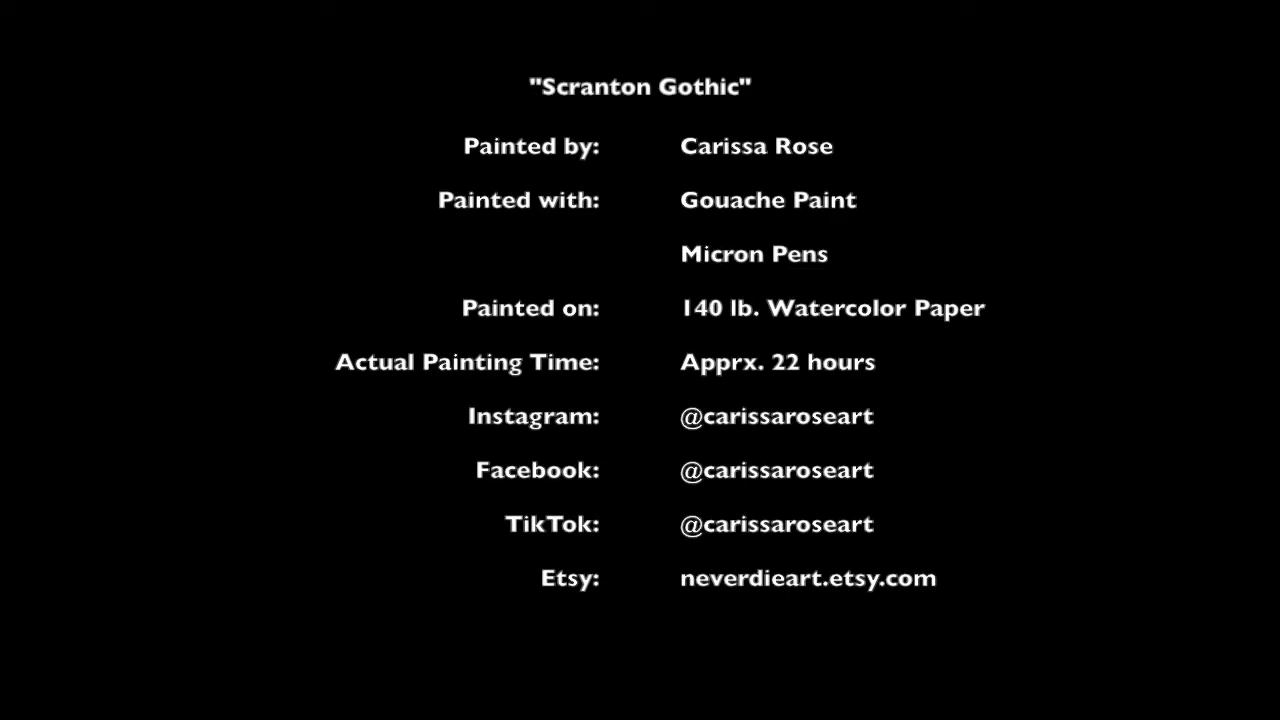 "Scranton Gothic"
Painted by: Carissa Rose
Painted with: Gouache Paint
Micron Pens
Painted on: 140 lb. Watercolor Paper
Actual Painting Time: Apprx. 22 hours
Instagram: @carissaroseart
Facebook: @carissaroseart
TikTok: @carissaroseart
Etsy: neverdieart.etsy.com